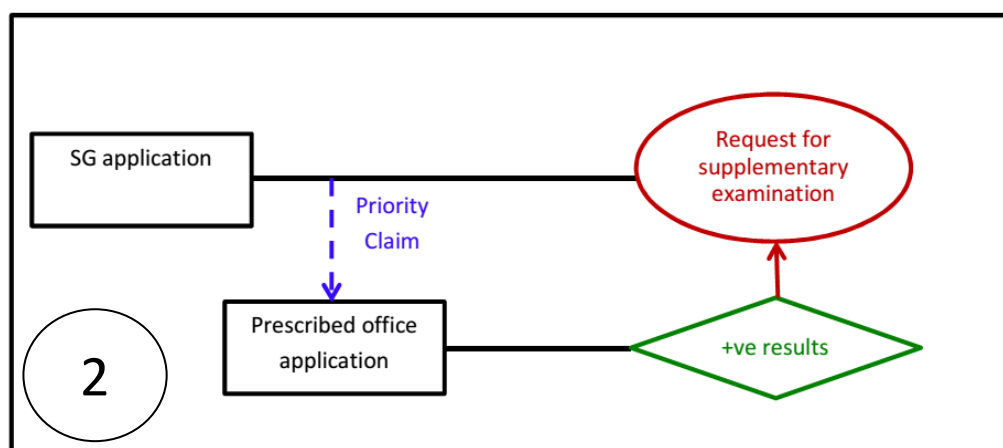 SG application
Request for
supplementary
examination
Priority
Claim
Prescribed office
application
+ve results
2